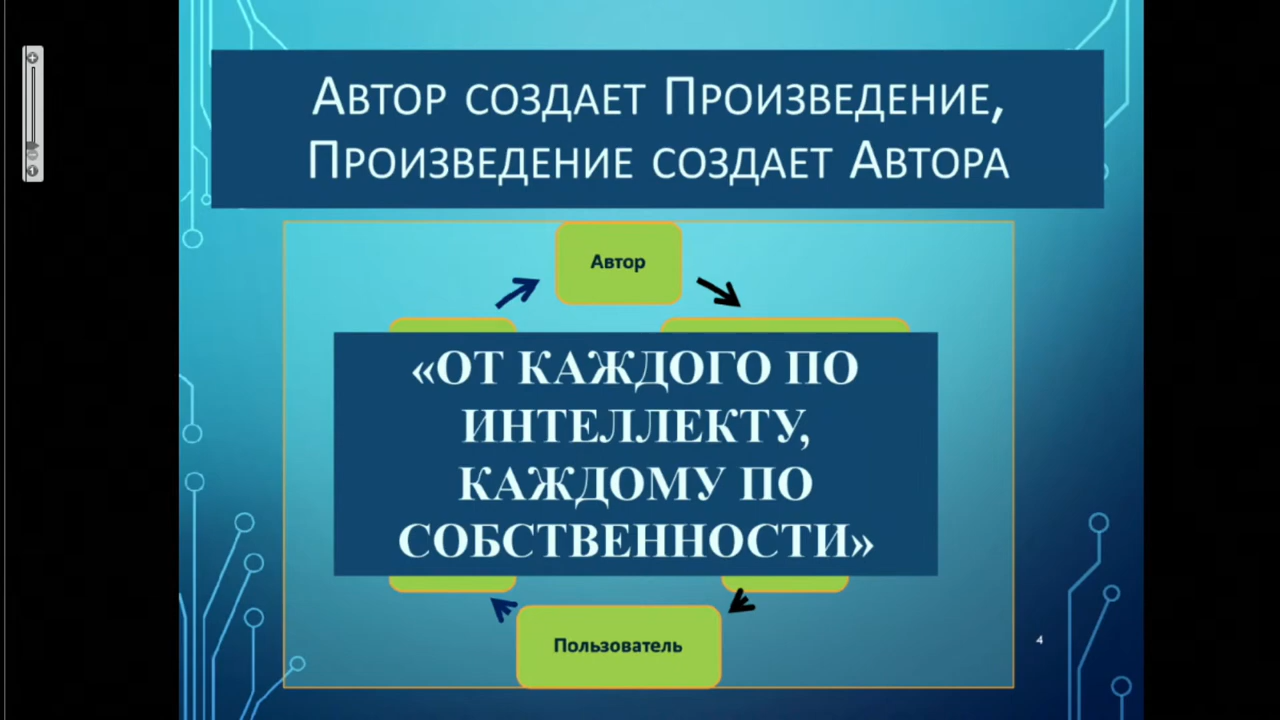 Автор создает Произведение,
Произведение создает Автора
Автор
«ОТ КАЖДОГО ПО
ИНТЕЛЛЕКТУ,
КАЖДОМУ ПО
СОБСТВЕННОСТИ»
Пользователь
4